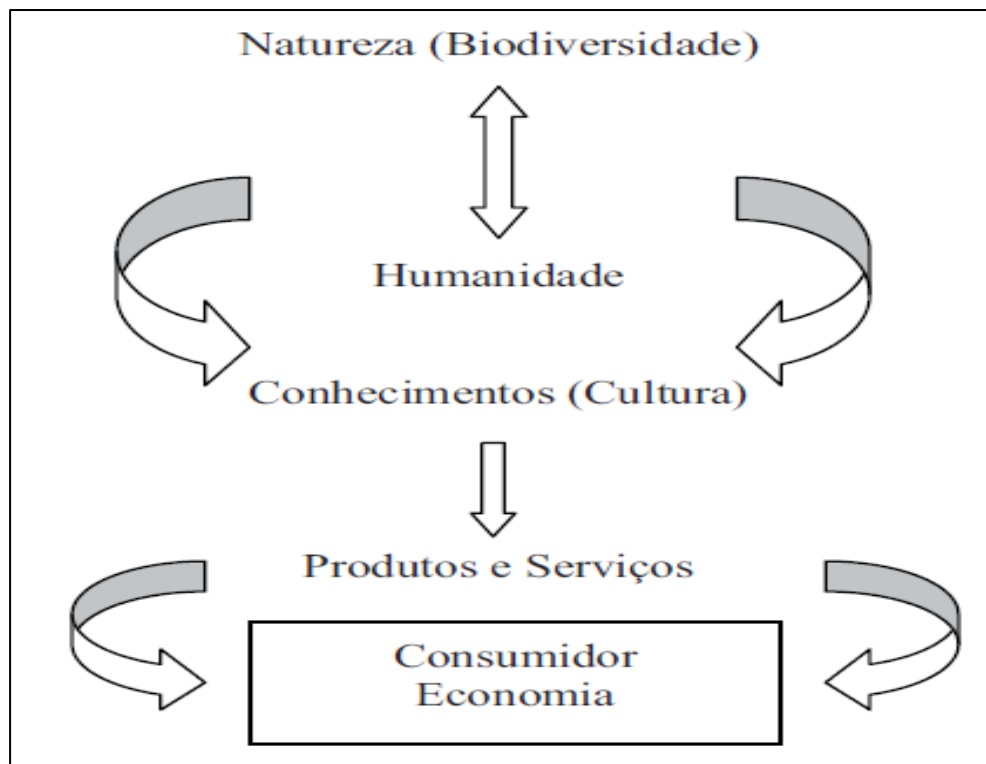 Natureza (Biodiversidade)
Humanidade
Conhecimentos (Cultura)
Produtos e Serviços
Consumidor
Economia